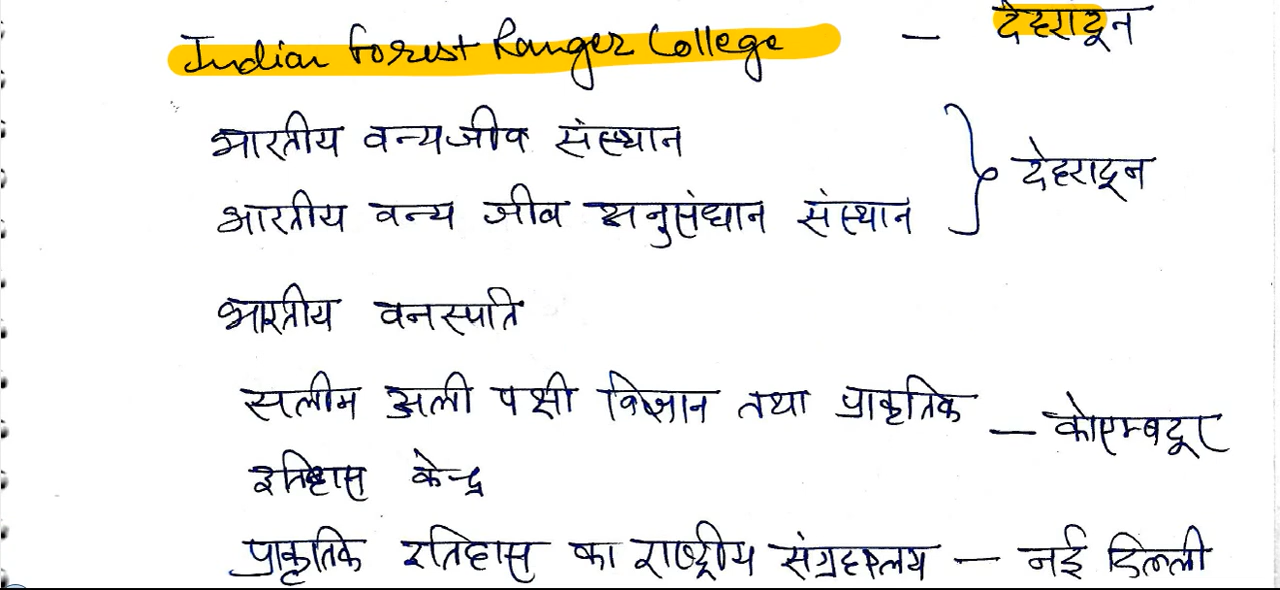 Indian Forest Ranger College – देहरादून
भारतीय वन्यजीव संस्थान
भारतीय वन्य जीव अनुसंधान संस्थान } देहरादून
भारतीय वनस्पति
सलीम अली पक्षी विज्ञान तथा प्राकृतिक – कोएम्बटूर
इतिहास केन्द्र
प्राकृतिक इतिहास का राष्ट्रीय संग्रहालय – नई दिल्ली